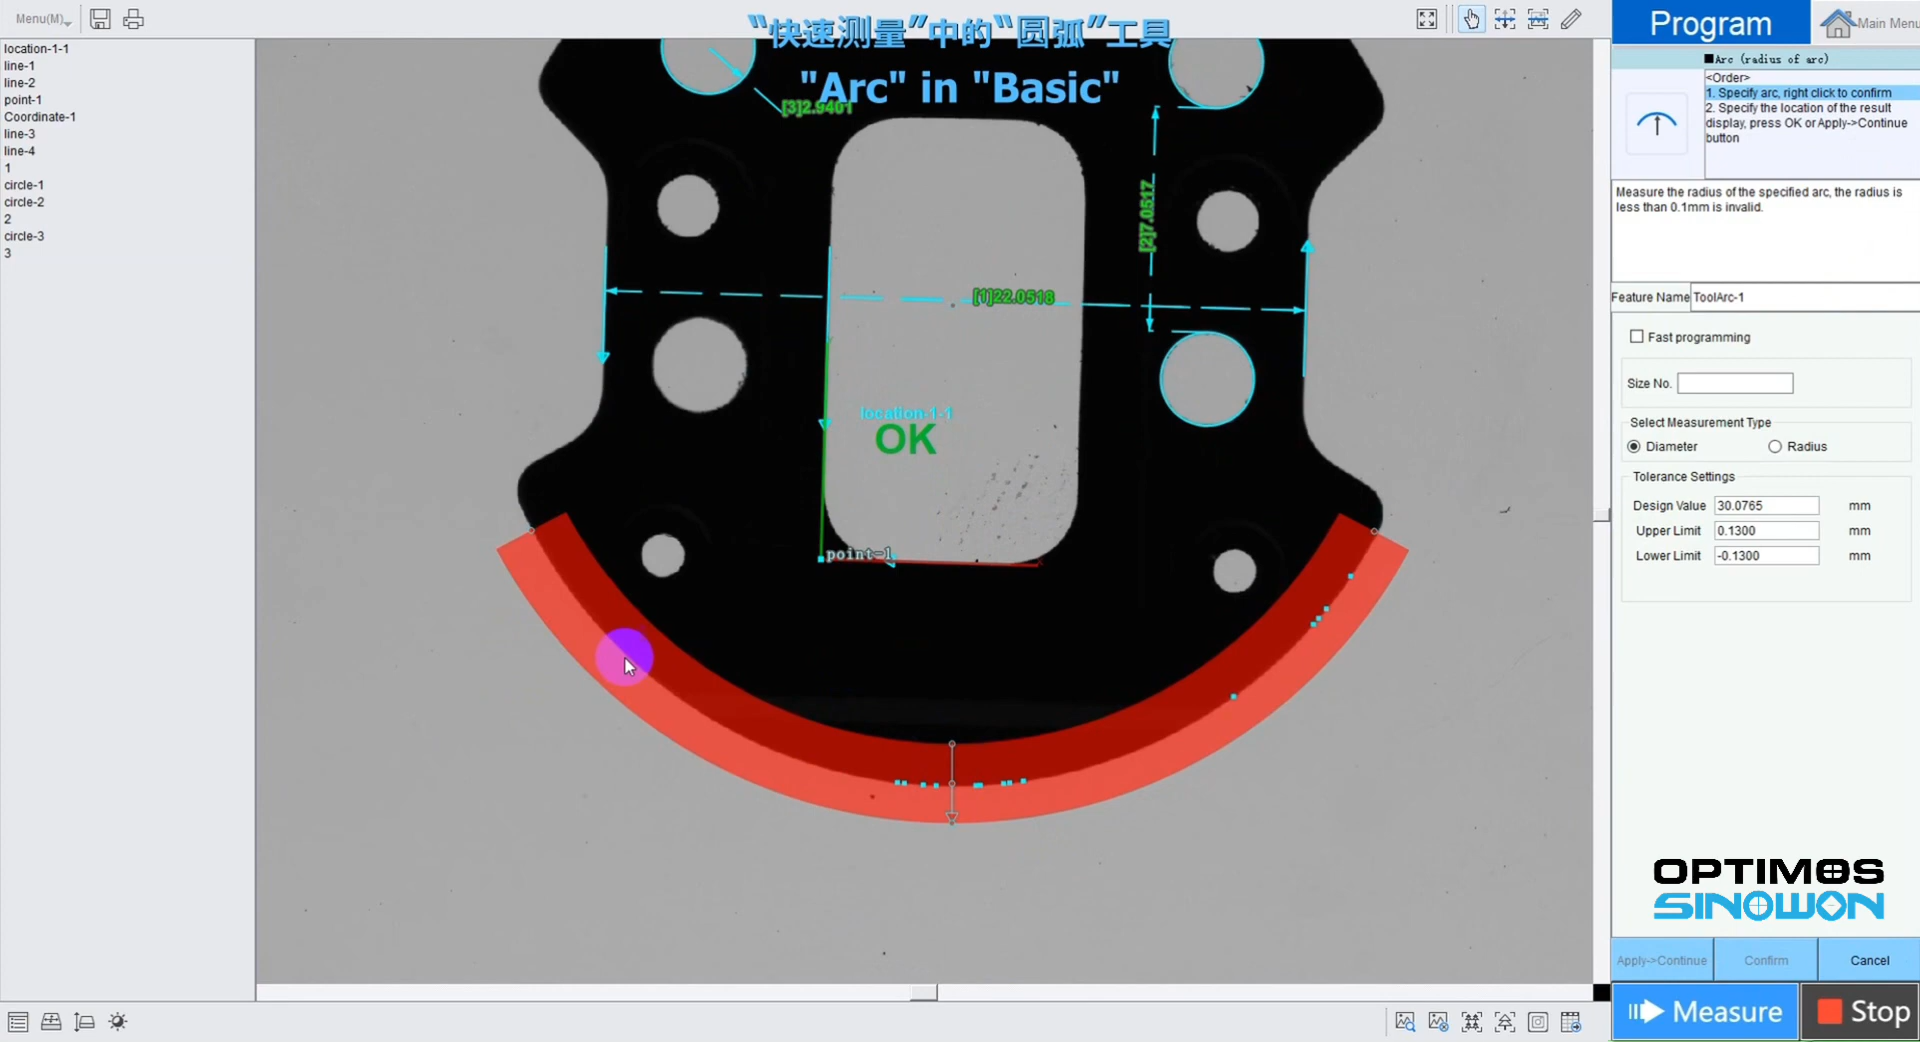 Menu(M)
“快速测量”中的“圆弧”工具
"Arc" in "Basic"
Program
Main Menu
location-1-1
line-1
line-2
point-1
Coordinate-1
line-3
line-4
1
circle-1
circle-2
2
circle-3
3
[3]2.9401
[2]7.0517
[1]22.0518
location-1-1
OK
point-1
Arc (radius of arc)
<Order>
1. Specify arc, right click to confirm
2. Specify the location of the result
display, press OK or Apply->Continue
button
Measure the radius of the specified arc, the radius is
less than 0.1mm is invalid.
Feature Name ToolArc-1
Fast programming
Size No.
Select Measurement Type
Diameter Radius
Tolerance Settings
Design Value 30.0765 mm
Upper Limit 0.1300 mm
Lower Limit -0.1300 mm
OPTIMOS
SINOWON
Apply->Continue Confirm Cancel
Measure Stop